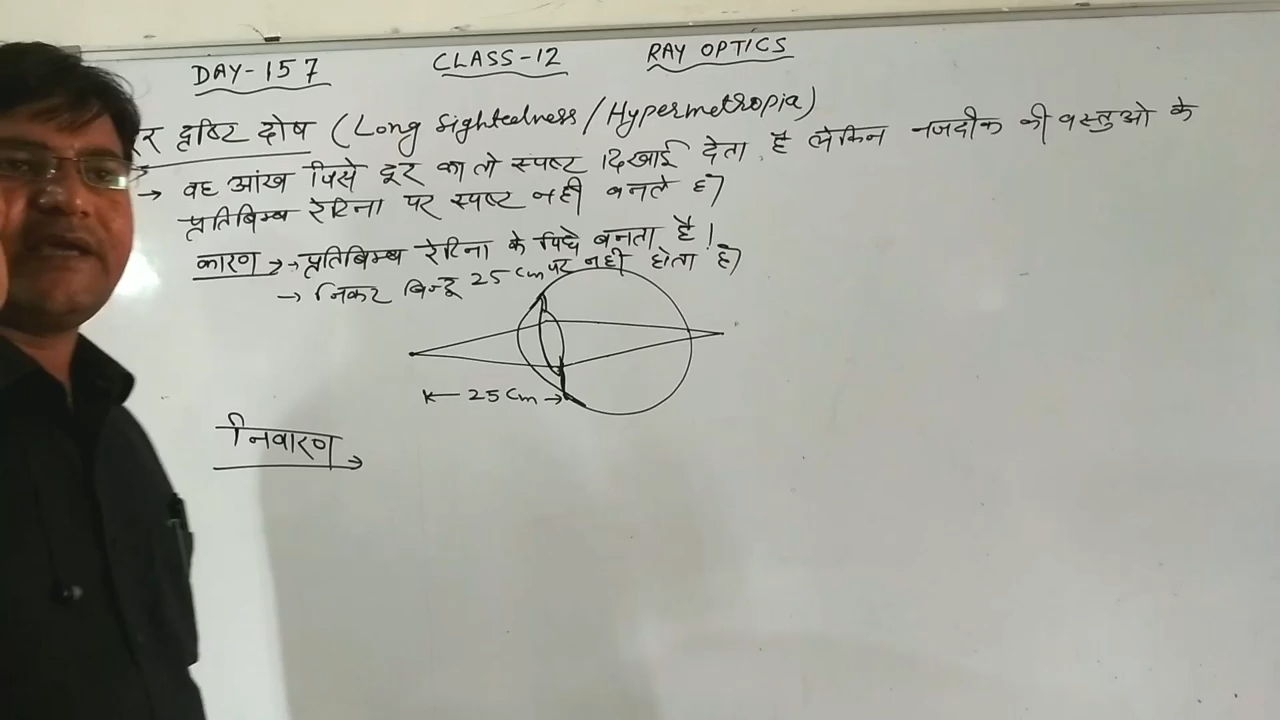 DAY-157 CLASS-12 RAY OPTICS
दृष्टि दोष (Long Sightedness/Hypermetropia)
→ वह आंख जिसे दूर का तो स्पष्ट दिखाई देता है लेकिन नजदीक की वस्तुओ के
प्रतिबिम्ब रेटिना पर स्पष्ट नही बनते है
कारण →→ प्रतिबिम्ब रेटिना के पिछे बनता है।
→ निकट बिन्दू 25 cm पर नही होता है
25 cm
निवारण →